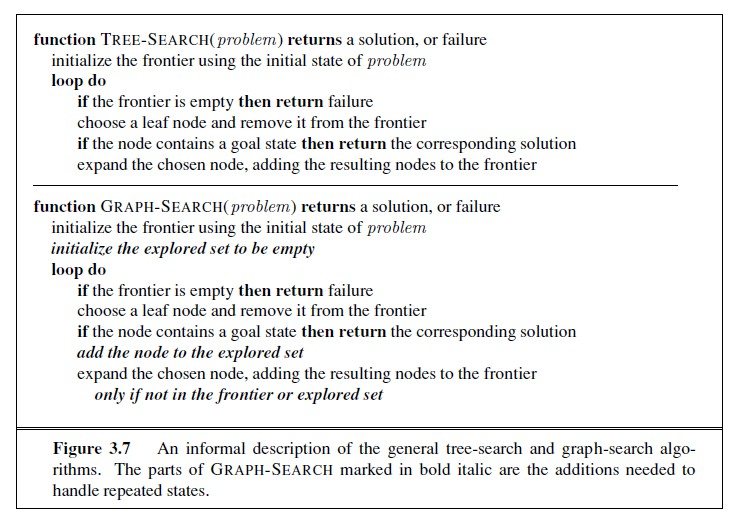 function TREE-SEARCH(problem) returns a solution, or failure
initialize the frontier using the initial state of problem
loop do
if the frontier is empty then return failure
choose a leaf node and remove it from the frontier
if the node contains a goal state then return the corresponding solution
expand the chosen node, adding the resulting nodes to the frontier
function GRAPH-SEARCH(problem) returns a solution, or failure
initialize the frontier using the initial state of problem
initialize the explored set to be empty
loop do
if the frontier is empty then return failure
choose a leaf node and remove it from the frontier
if the node contains a goal state then return the corresponding solution
add the node to the explored set
expand the chosen node, adding the resulting nodes to the frontier
only if not in the frontier or explored set
Figure 3.7 An informal description of the general tree-search and graph-search algo-
rithms. The parts of GRAPH-SEARCH marked in bold italic are the additions needed to
handle repeated states.